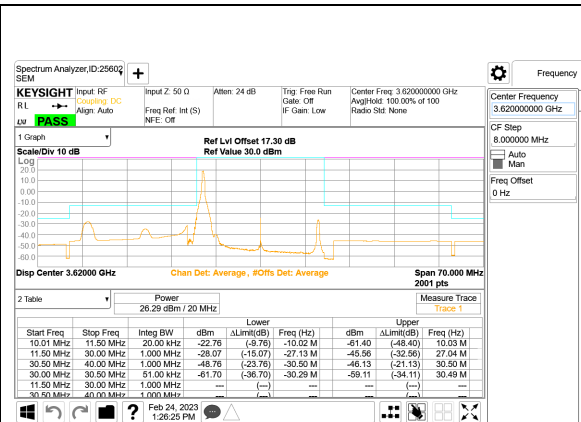 Spectrum Analyzer,ID:25602
SEM
Frequency
KEYSIGHT Input: RF Input Z: 50 Ω Atten: 24 dB Trig: Free Run Center Freq: 3.620000000 GHz
Coupling: DC Gate: Off Avg|Hold: 100.00% of 100
RL Align: Auto Freq Ref: Int (S) IF Gain: Low Radio Std: None
NFE: Off
PASS
Center Frequency
3.620000000 GHz
CF Step
8.000000 MHz
Auto
Man
Freq Offset
0 Hz
1 Graph
Ref Lvl Offset 17.30 dB
Scale/Div 10 dB Ref Value 30.0 dBm
Log
20.0
10.0
0.00
-10.0
-20.0
-30.0
-40.0
-50.0
-60.0
Disp Center 3.62000 GHz Chan Det: Average , #Offs Det: Average Span 70.000 MHz
2001 pts
2 Table Power Measure Trace
26.29 dBm / 20 MHz Trace 1
Lower Upper
Start Freq Stop Freq Integ BW dBm ΔLimit(dB) Freq (Hz) dBm ΔLimit(dB) Freq (Hz)
10.01 MHz 11.50 MHz 20.00 kHz -22.76 (-9.76) -10.02 M -61.40 (-48.40) 10.03 M
11.50 MHz 30.00 MHz 1.000 MHz -28.07 (-15.07) -27.13 M -45.56 (-32.56) 27.04 M
30.50 MHz 40.00 MHz 1.000 MHz -48.76 (-23.76) -30.50 M -46.13 (-21.13) 30.50 M
30.00 MHz 30.50 MHz 51.00 kHz -61.70 (-36.70) -30.29 M -59.11 (-34.11) 30.49 M
11.50 MHz 30.00 MHz 1.000 MHz --- (---) --- --- (---) ---
30.50 MHz 40.00 MHz 1.000 MHz --- (---) --- --- (---) ---
Feb 24, 2023
1:26:25 PM